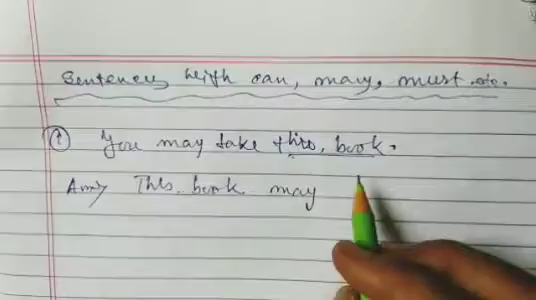 Sentences with can, may, must etc.
① You may take this book.
Ans> This book may